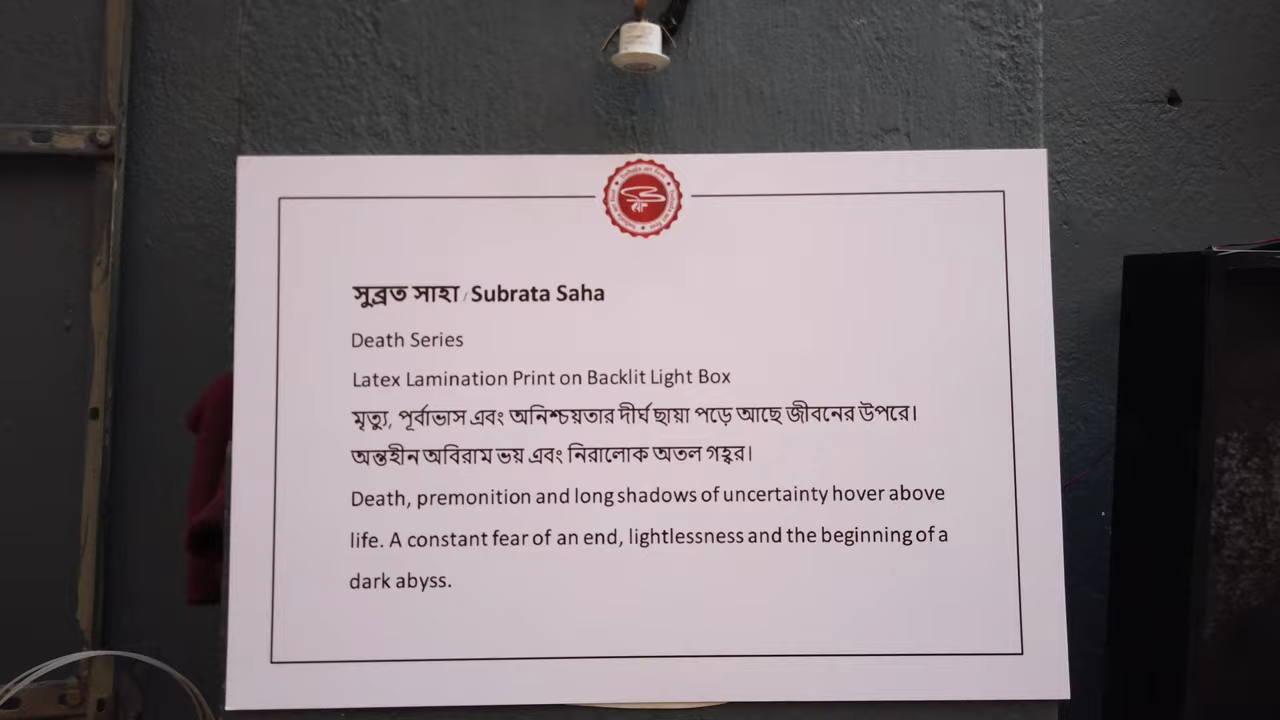 সুব্রত সাহা / Subrata Saha
Death Series
Latex Lamination Print on Backlit Light Box
মৃত্যু, পূর্বাভাস এবং অনিশ্চয়তার দীর্ঘ ছায়া পড়ে আছে জীবনের উপরে।
অন্তহীন অবিরাম ভয় এবং নিরালোক অতল গহ্বর।
Death, premonition and long shadows of uncertainty hover above
life. A constant fear of an end, lightlessness and the beginning of a
dark abyss.